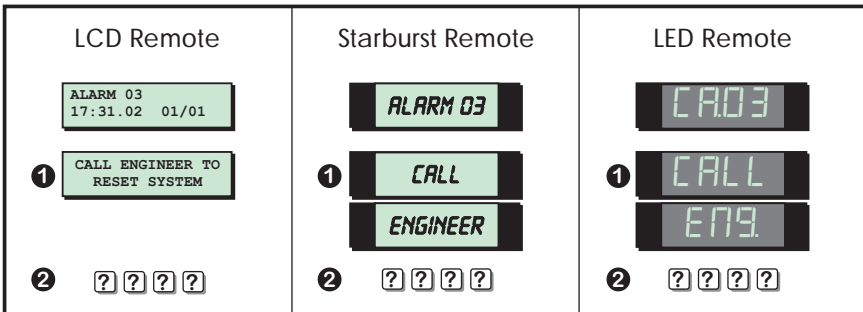 LCD Remote
ALARM 03
17:31.02 01/01
1
CALL ENGINEER TO
RESET SYSTEM
2
? ? ? ?
Starburst Remote
ALARM 03
1
CALL
ENGINEER
2
? ? ? ?
LED Remote
CA.03
1
CALL
Eng.
2
? ? ? ?